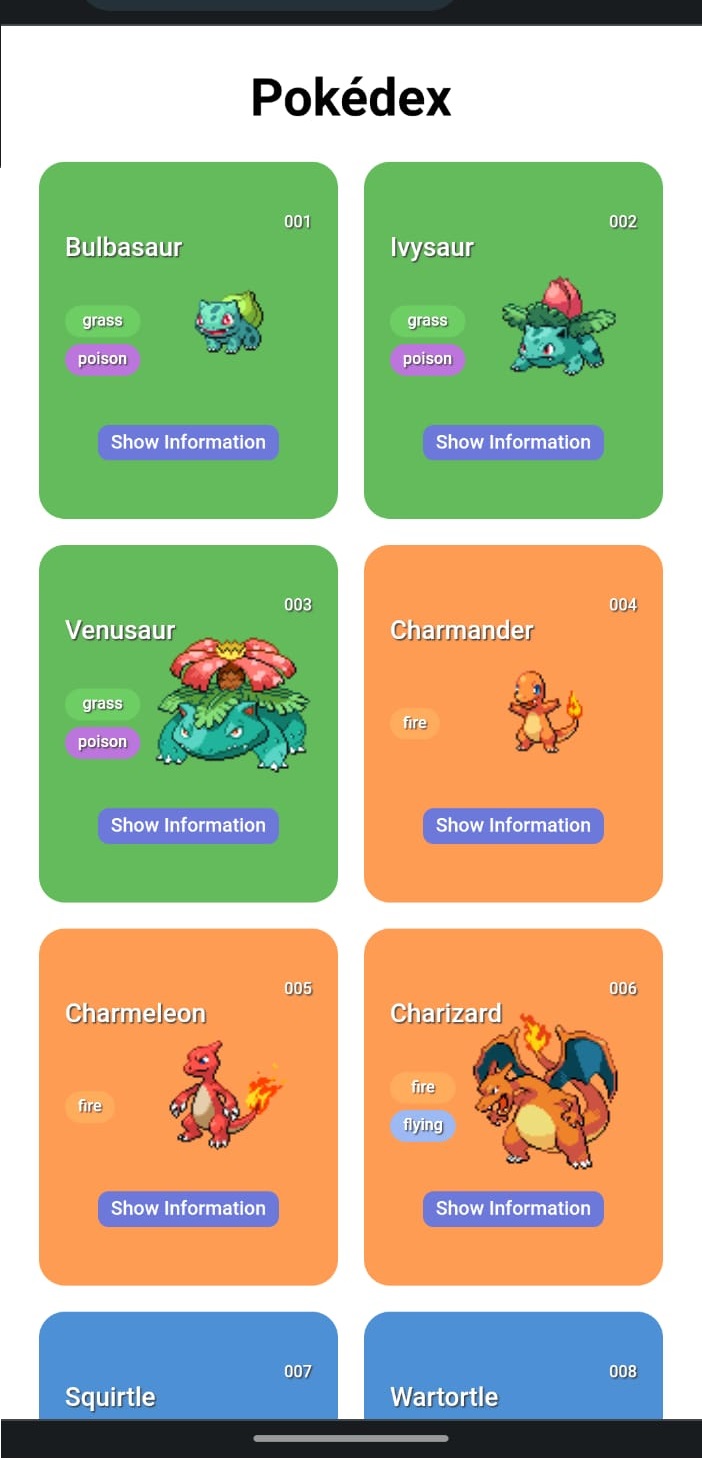 Pokédex
001
Bulbasaur
grass
poison
Show Information
002
Ivysaur
grass
poison
Show Information
003
Venusaur
grass
poison
Show Information
004
Charmander
fire
Show Information
005
Charmeleon
fire
Show Information
006
Charizard
fire
flying
Show Information
007
Squirtle
008
Wartortle